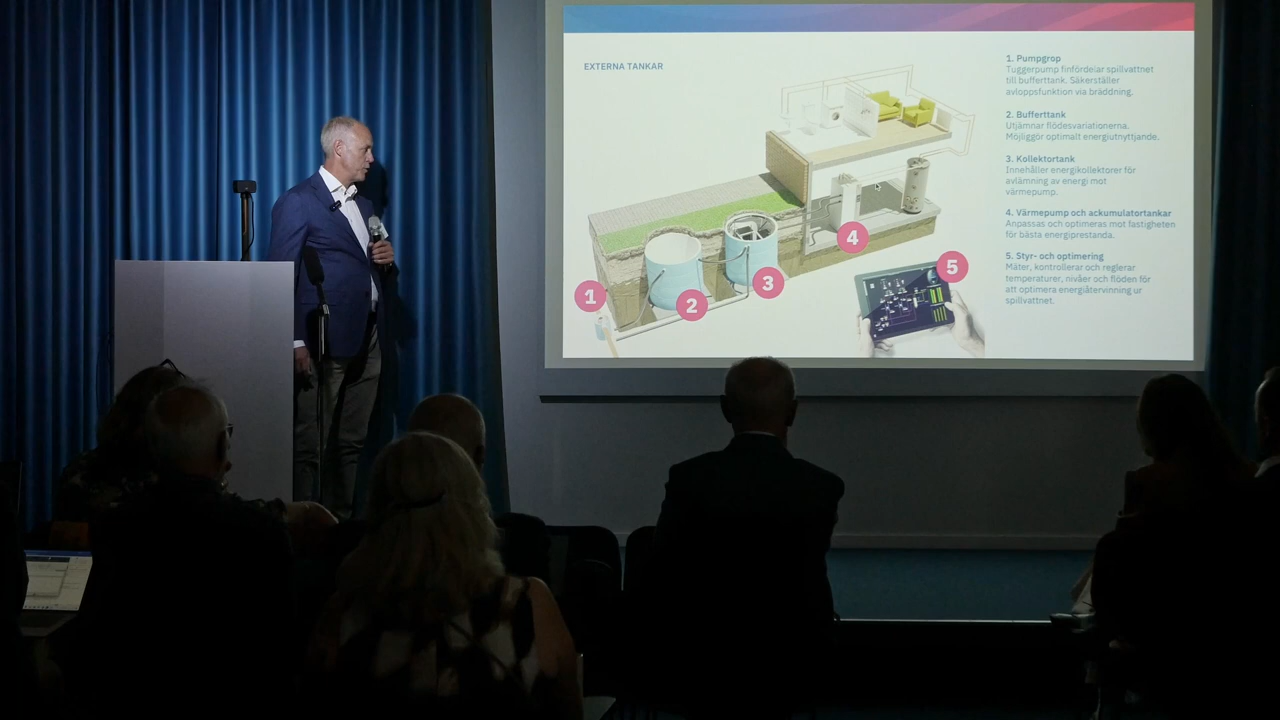 EXTERNA TANKAR
1. Pumpgrop
Tuggerpump finfördelar spillvattnet
till bufferttank. Säkerställer
avloppsfunktion via bräddning.
2. Bufferttank
Utjämnar flödesvariationerna.
Möjliggör optimalt energiutnyttjande.
3. Kollektortank
Innehåller energikollektorer för
avlämning av energi mot
värmepump.
4. Värmepump och ackumulatortankar
Anpassas och optimeras mot fastigheten
för bästa energiprestanda.
5. Styr- och optimering
Mäter, kontrollerar och reglerar
temperaturer, nivåer och flöden för
att optimera energiåtervinning ur
spillvattnet.
1
2
3
4
5